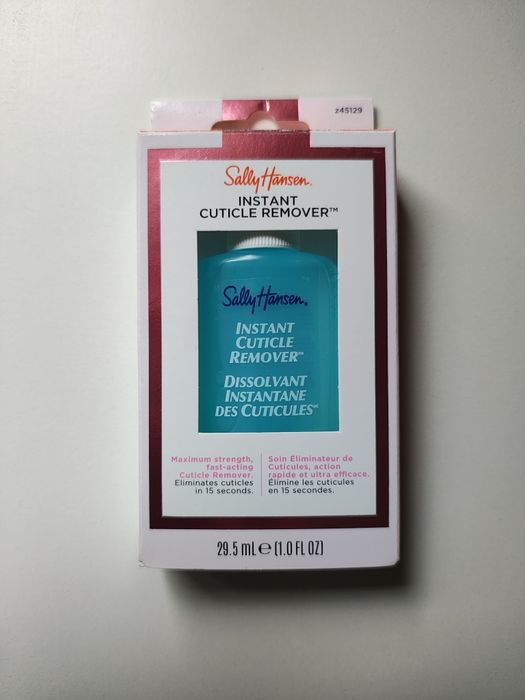 z45129
Sally Hansen®
INSTANT
CUTICLE REMOVER™
Sally Hansen®
INSTANT
CUTICLE
REMOVER™
DISSOLVANT
INSTANTANE
DES CUTICULES™
Maximum strength,
fast-acting
Cuticle Remover.
Eliminates cuticles
in 15 seconds.
Soin Éliminateur de
Cuticules, action
rapide et ultra efficace.
Élimine les cuticules
en 15 secondes.
29.5 mL ℮ (1.0 FL OZ)